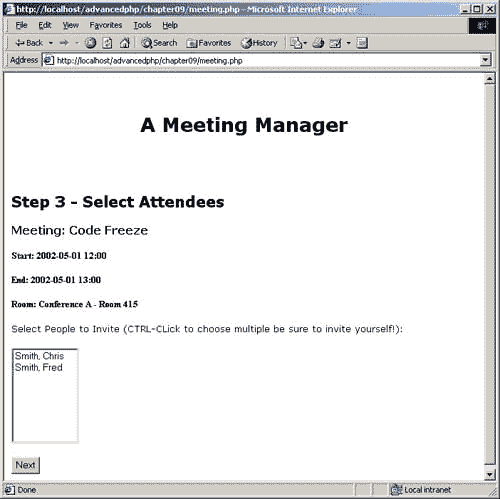 http://localhost/advancedphp/chapter09/meeting.php - Microsoft Internet Explorer
File Edit View Favorites Tools Help
Back Search Favorites History
Address http://localhost/advancedphp/chapter09/meeting.php
A Meeting Manager
Step 3 - Select Attendees
Meeting: Code Freeze
Start: 2002-05-01 12:00
End: 2002-05-01 13:00
Room: Conference A - Room 415
Select People to Invite (CTRL-CLick to choose multiple be sure to invite yourself!):
Smith, Chris
Smith, Fred
Next
Done Local intranet